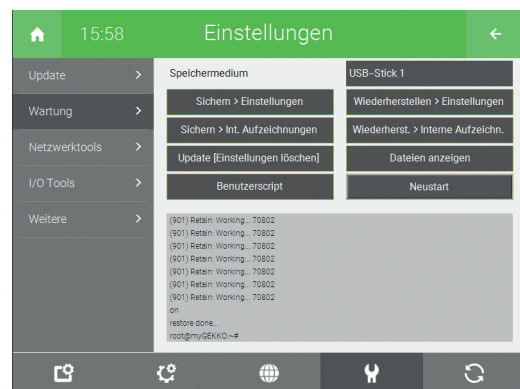 15:58 Einstellungen
Update
Wartung
Netzwerktools
I/O Tools
Weitere
Speichermedium USB-Stick 1
Sichern > Einstellungen Wiederherstellen > Einstellungen
Sichern > Int. Aufzeichnungen Wiederherst. > Interne Aufzeichn.
Update [Einstellungen löschen] Dateien anzeigen
Benutzerscript Neustart
(901) Retain: Working... 70802
(901) Retain: Working... 70802
(901) Retain: Working... 70802
(901) Retain: Working... 70802
(901) Retain: Working... 70802
(901) Retain: Working... 70802
(901) Retain: Working... 70802
on
restore done...
root@myGEKKO:~#